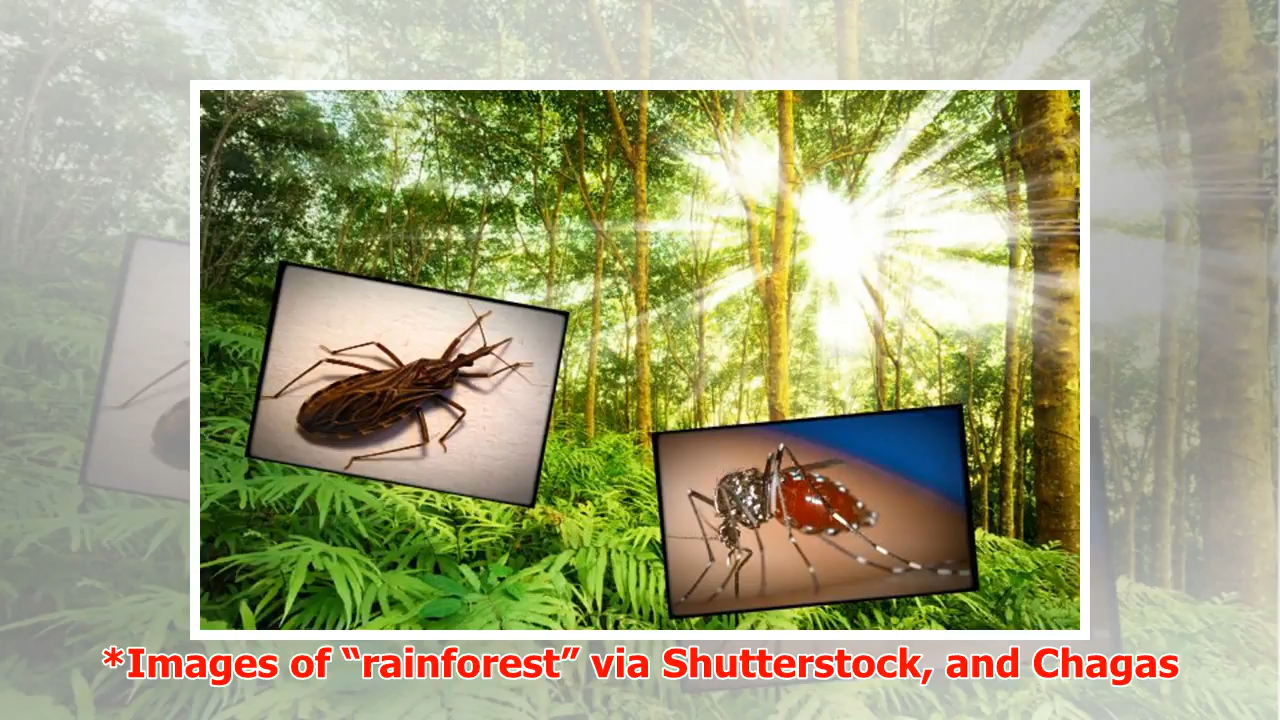 *Images of “rainforest” via Shutterstock, and Chagas